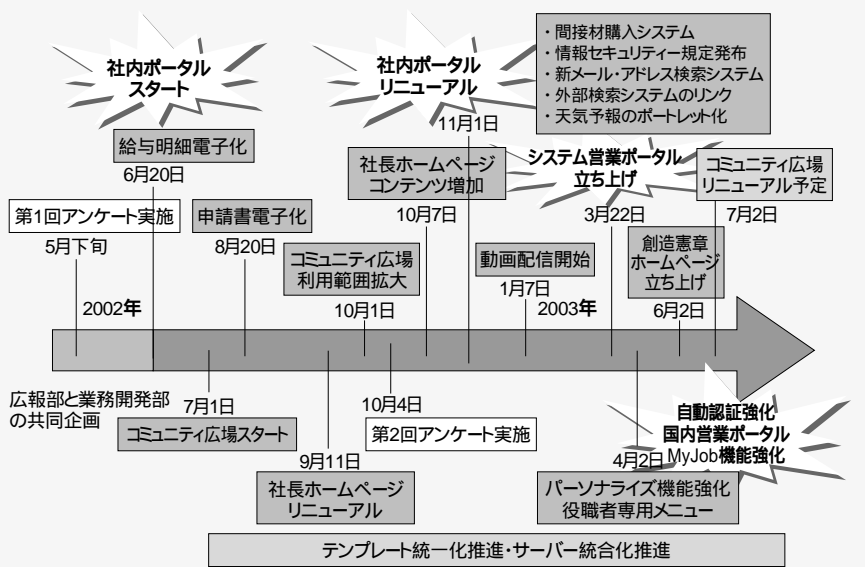 ・間接材購入システム
・情報セキュリティー規定発布
・新メール・アドレス検索システム
・外部検索システムのリンク
・天気予報のポートレット化
社内ポータル
スタート
社内ポータル
リニューアル
11月1日
給与明細電子化
6月20日
社長ホームページ
コンテンツ増加
10月7日
システム営業ポータル
立ち上げ
3月22日
コミュニティ広場
リニューアル予定
7月2日
第1回アンケート実施
5月下旬
申請書電子化
8月20日
コミュニティ広場
利用範囲拡大
10月1日
動画配信開始
1月7日
創造憲章
ホームページ
立ち上げ
6月2日
2002年
2003年
広報部と業務開発部
の共同企画
7月1日
コミュニティ広場スタート
9月11日
社長ホームページ
リニューアル
10月4日
第2回アンケート実施
自動認証強化
国内営業ポータル
MyJob機能強化
4月2日
パーソナライズ機能強化
役職者専用メニュー
テンプレート統一化推進・サーバー統合化推進